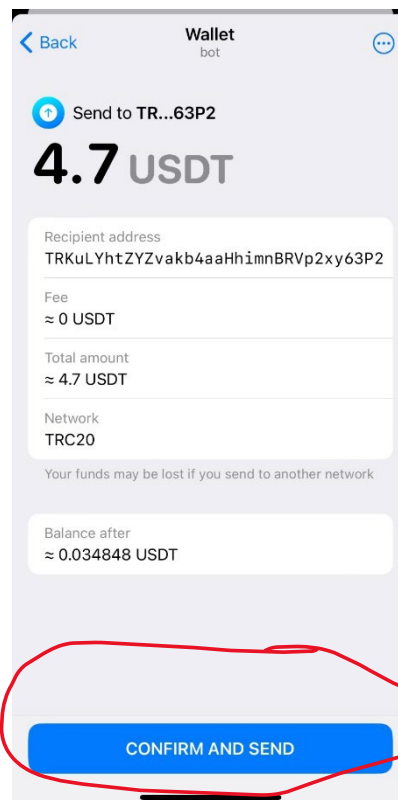 Back
Wallet
bot
Send to TR...63P2
4.7 USDT
Recipient address
TRKuLYhtZYZvakb4aaHhimnBRVp2xy63P2
Fee
≈ 0 USDT
Total amount
≈ 4.7 USDT
Network
TRC20
Your funds may be lost if you send to another network
Balance after
≈ 0.034848 USDT
CONFIRM AND SEND